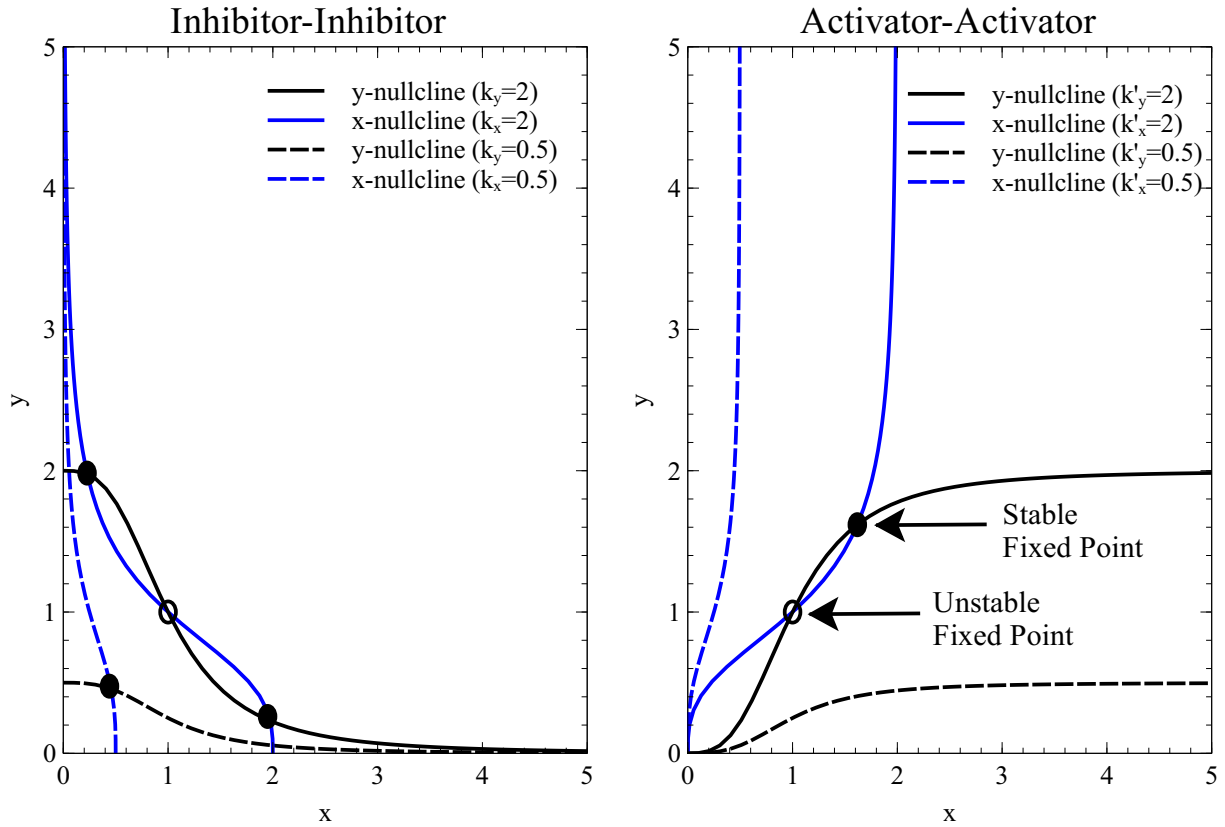 Inhibitor-Inhibitor
5
4
3
2
1
0
y
y-nullcline (k_y=2)
x-nullcline (k_x=2)
y-nullcline (k_y=0.5)
x-nullcline (k_x=0.5)
0 1 2 3 4 5
x
Activator-Activator
5
4
3
2
1
0
y
y-nullcline (k'_y=2)
x-nullcline (k'_x=2)
y-nullcline (k'_y=0.5)
x-nullcline (k'_x=0.5)
Stable
Fixed Point
Unstable
Fixed Point
0 1 2 3 4 5
x